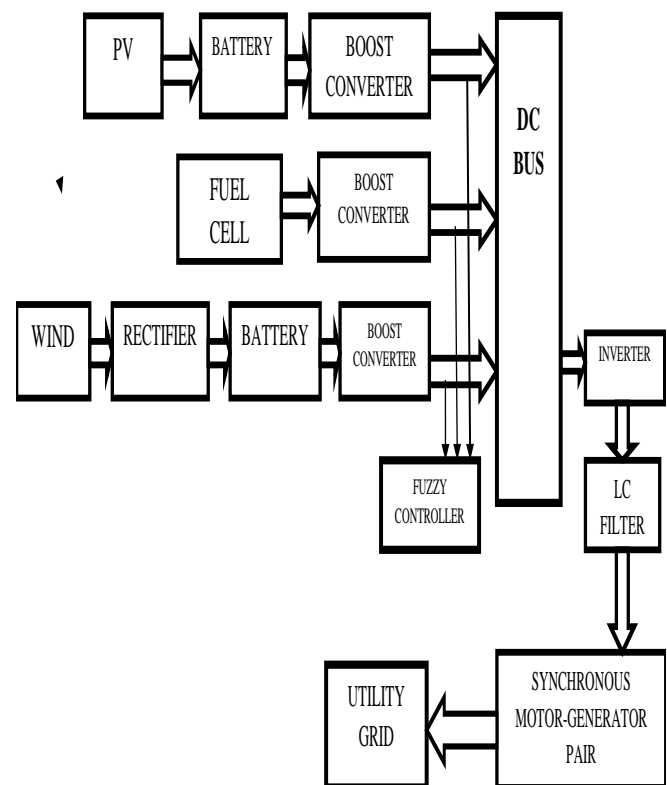 PV
BATTERY
BOOST
CONVERTER
DC
BUS
FUEL
CELL
BOOST
CONVERTER
WIND
RECTIFIER
BATTERY
BOOST
CONVERTER
INVERTER
FUZZY
CONTROLLER
LC
FILTER
UTILITY
GRID
SYNCHRONOUS
MOTOR-GENERATOR
PAIR